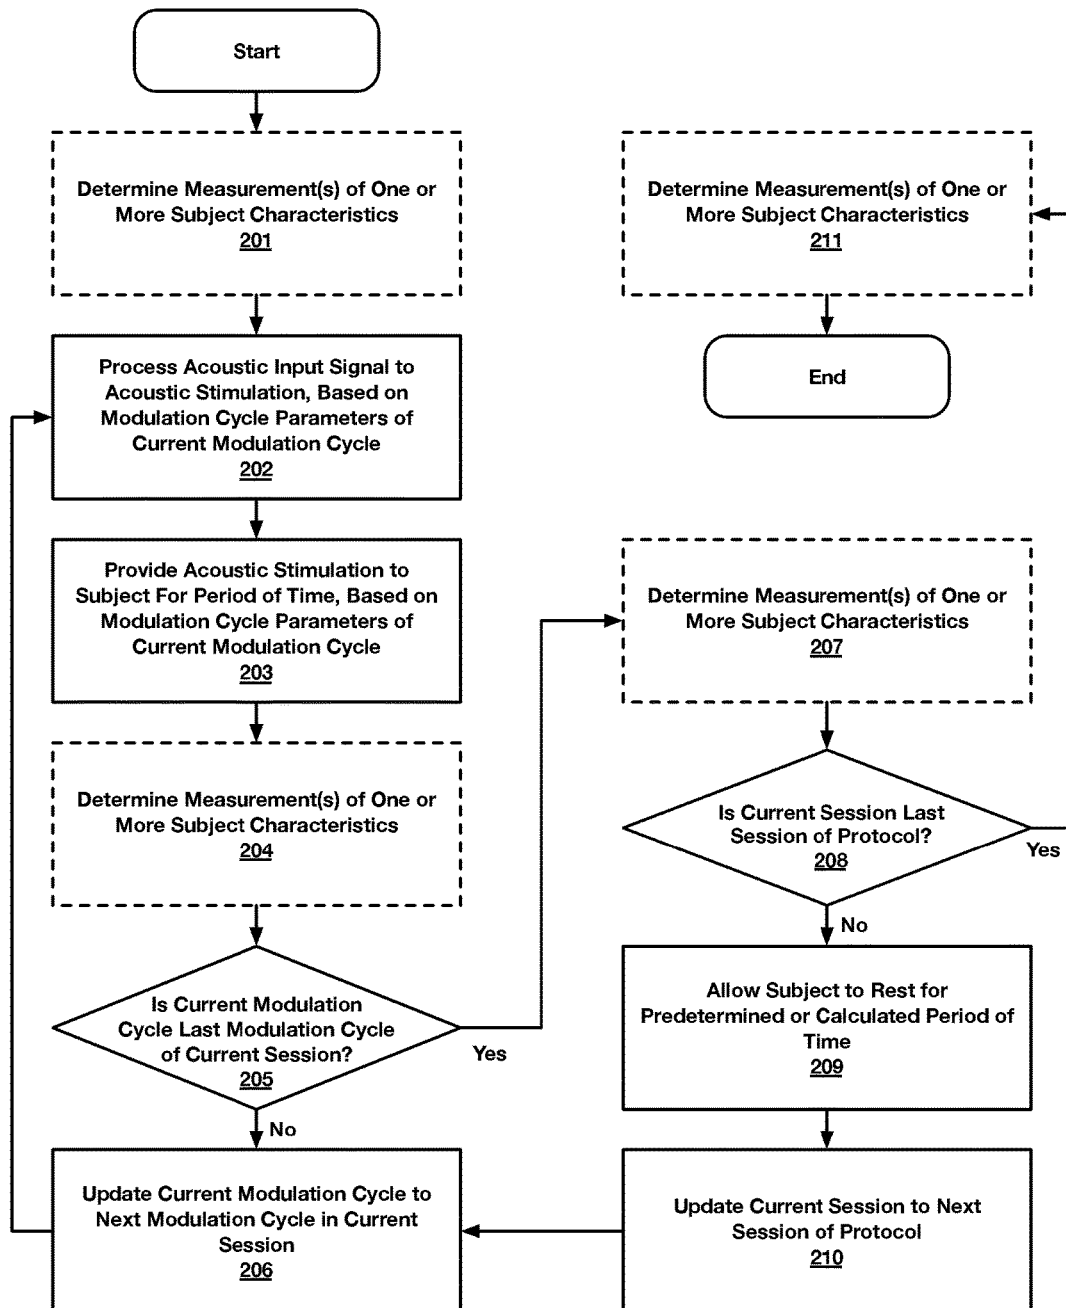 Start
Determine Measurement(s) of One or
More Subject Characteristics
201
Process Acoustic Input Signal to
Acoustic Stimulation, Based on
Modulation Cycle Parameters of
Current Modulation Cycle
202
Provide Acoustic Stimulation to
Subject For Period of Time, Based on
Modulation Cycle Parameters of
Current Modulation Cycle
203
Determine Measurement(s) of One or
More Subject Characteristics
204
Is Current Modulation
Cycle Last Modulation Cycle
of Current Session?
205
Yes
No
Update Current Modulation Cycle to
Next Modulation Cycle in Current
Session
206
Determine Measurement(s) of One or
More Subject Characteristics
207
Is Current Session Last
Session of Protocol?
208
Yes
No
Allow Subject to Rest for
Predetermined or Calculated Period of
Time
209
Update Current Session to Next
Session of Protocol
210
Determine Measurement(s) of One or
More Subject Characteristics
211
End